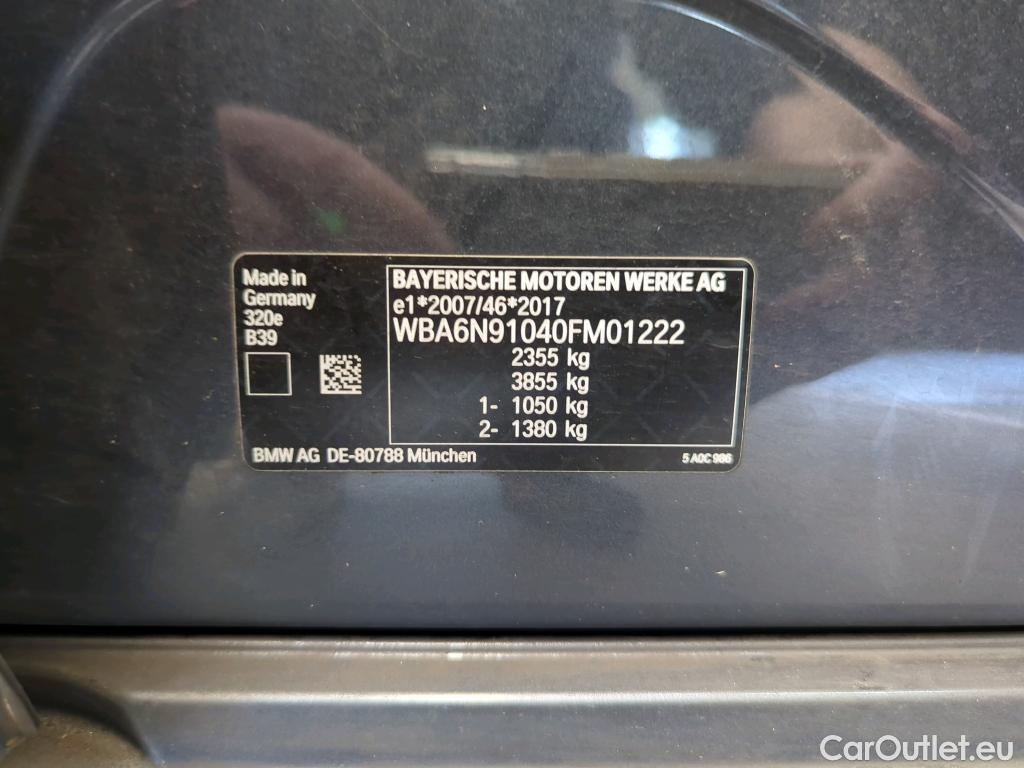 Made in
Germany
320e
B39
BAYERISCHE MOTOREN WERKE AG
e1*2007/46*2017
WBA6N91040FM01222
2355 kg
3855 kg
1- 1050 kg
2- 1380 kg
BMW AG DE-80788 München
5 A0C 986
CarOutlet.eu